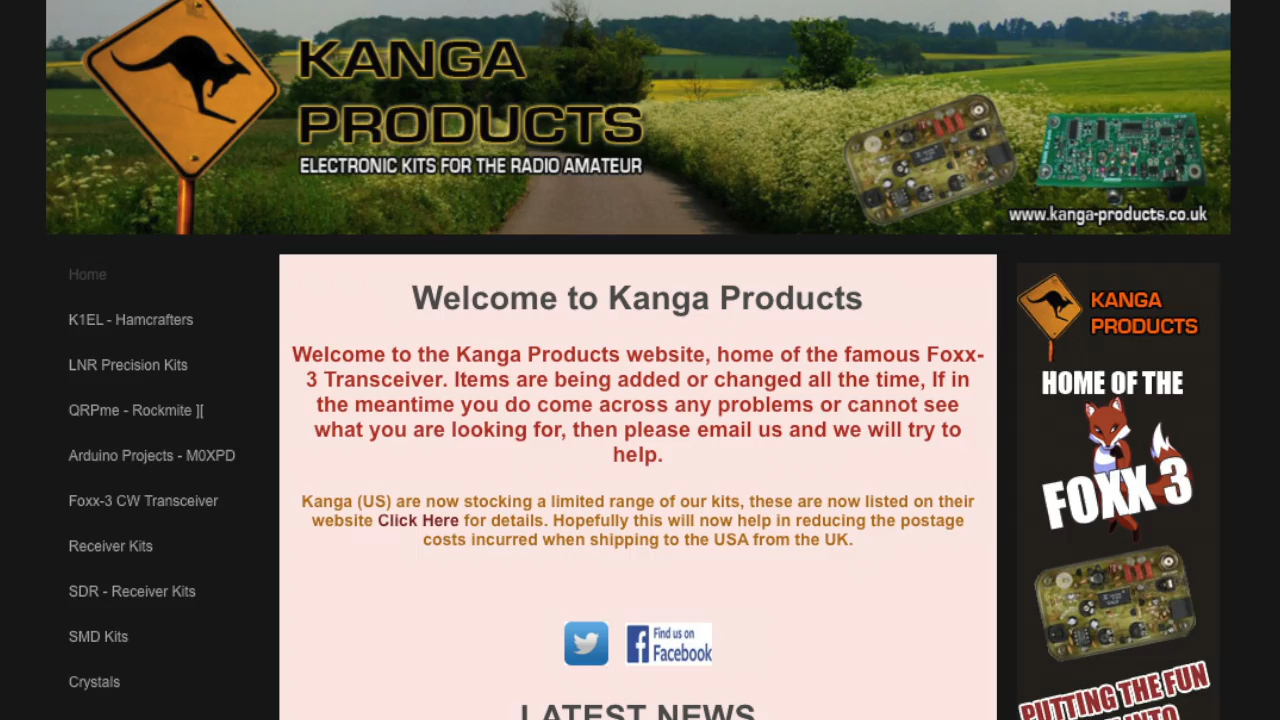 KANGA
PRODUCTS
ELECTRONIC KITS FOR THE RADIO AMATEUR
www.kanga-products.co.uk
Home
K1EL - Hamcrafters
LNR Precision Kits
QRPme - Rockmite ][
Arduino Projects - M0XPD
Foxx-3 CW Transceiver
Receiver Kits
SDR - Receiver Kits
SMD Kits
Crystals
Welcome to Kanga Products
Welcome to the Kanga Products website, home of the famous Foxx-
3 Transceiver. Items are being added or changed all the time, If in
the meantime you do come across any problems or cannot see
what you are looking for, then please email us and we will try to
help.
Kanga (US) are now stocking a limited range of our kits, these are now listed on their
website Click Here for details. Hopefully this will now help in reducing the postage
costs incurred when shipping to the USA from the UK.
Find us on
Facebook
LATEST NEWS
KANGA
PRODUCTS
HOME OF THE
FOXX 3
PUTTING THE FUN
INTO